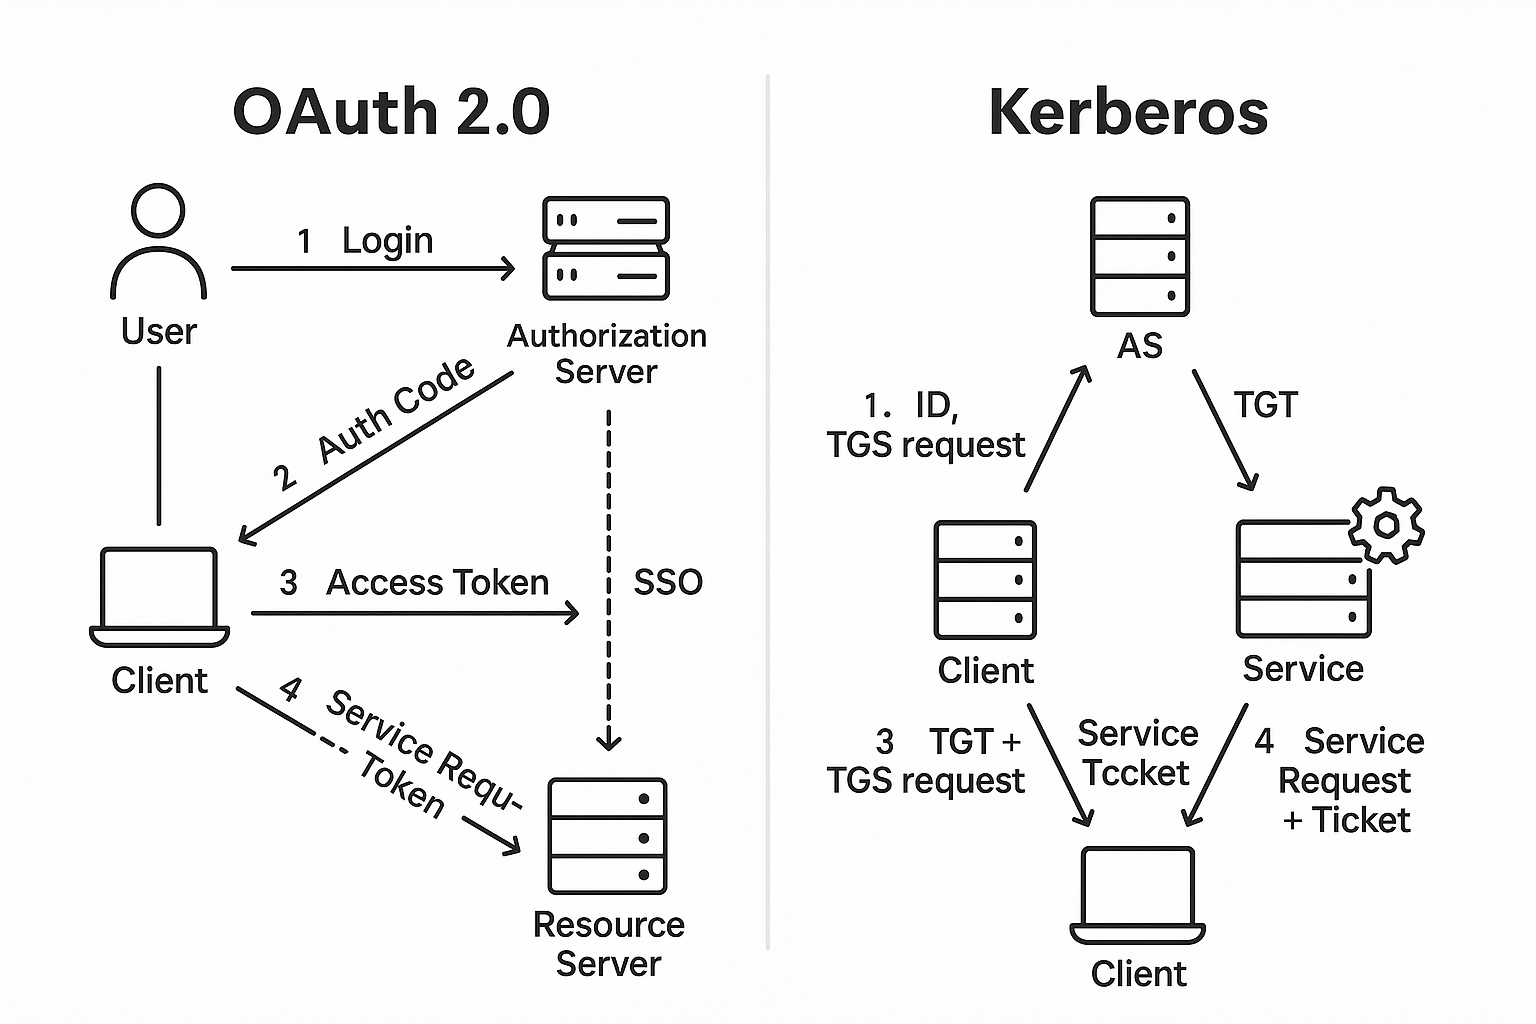 OAuth 2.0
1 Login
User
Authorization
Server
2 Auth Code
3 Access Token
SSO
Client
4 Service Requ-
Token
Resource
Server
Kerberos
AS
1. ID,
TGS request
TGT
Client
Service
3 TGT +
TGS request
Service
Tccket
4 Service
Request
+ Ticket
Client